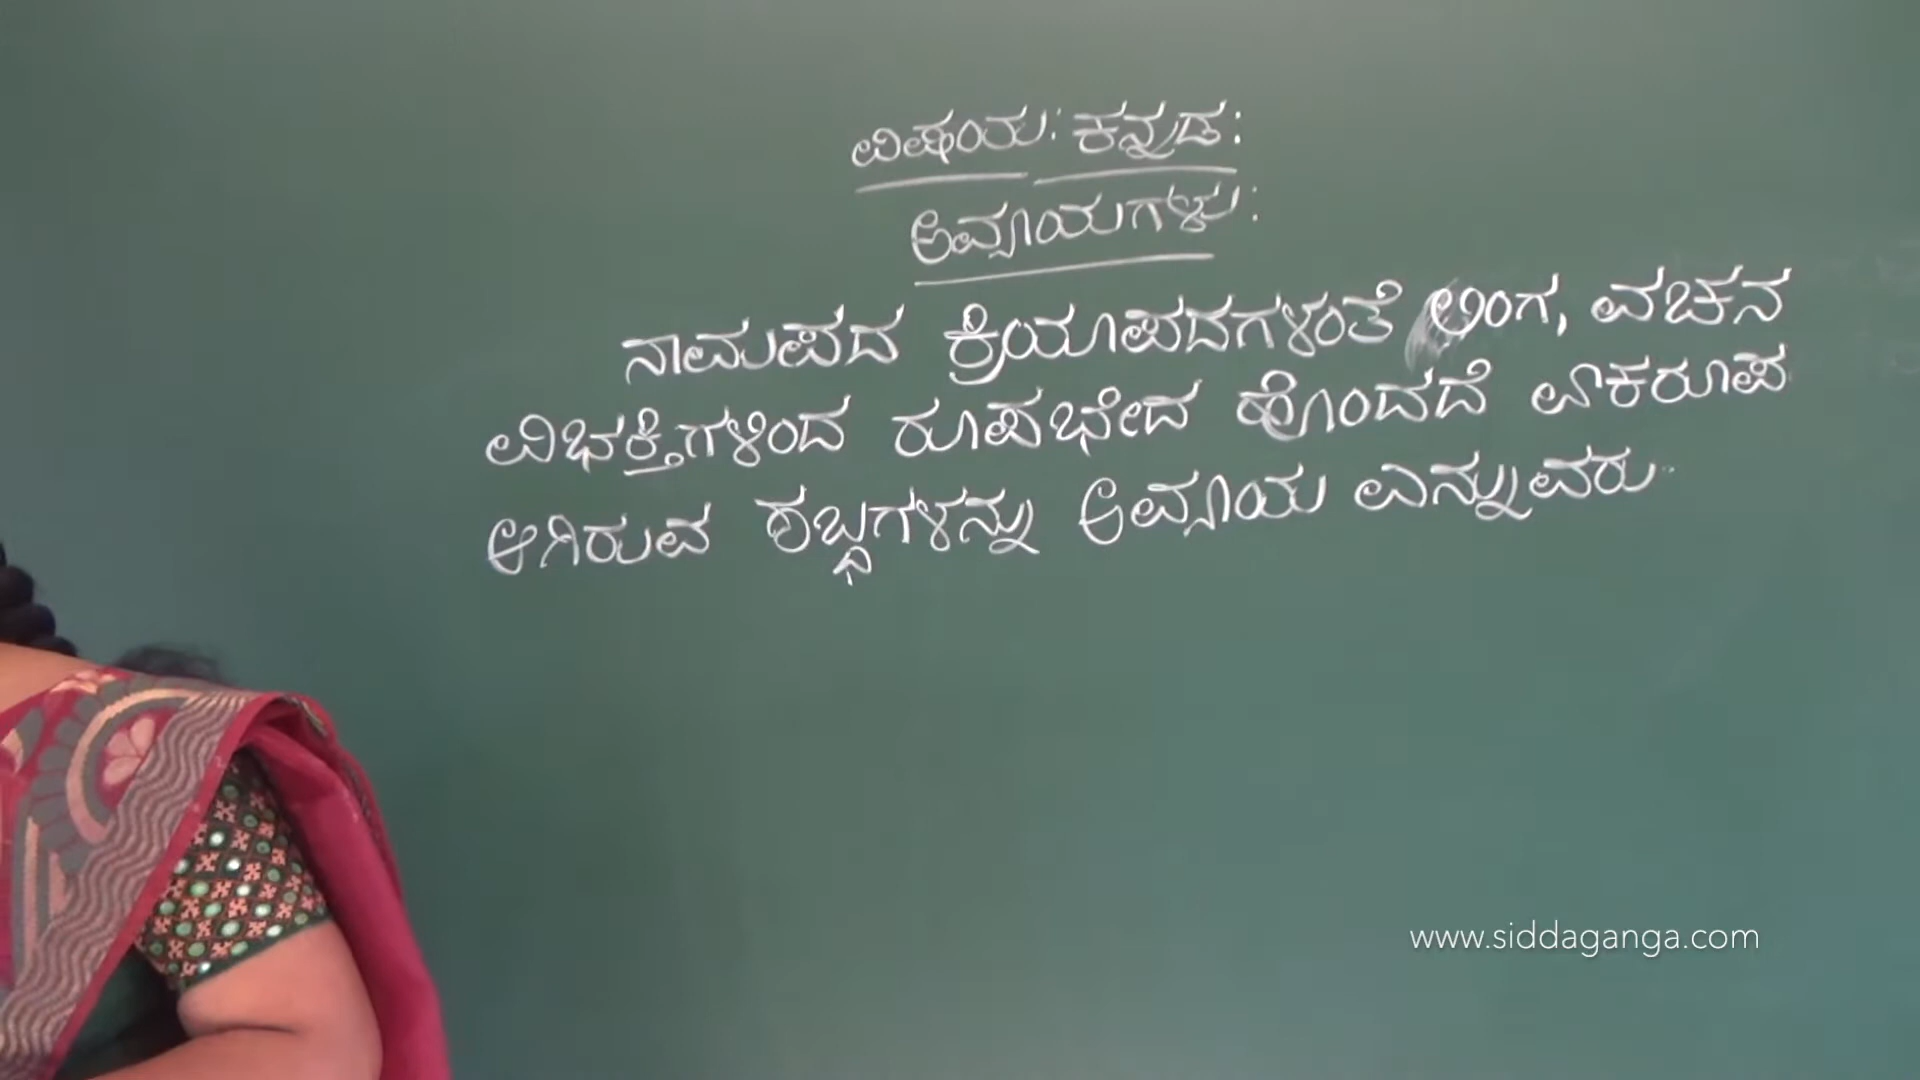 ವಿಷಯ: ಕನ್ನಡ:
ಅವ್ಯಯಗಳು:
ನಾಮಪದ ಕ್ರಿಯಾಪದಗಳಂತೆ ಲಿಂಗ, ವಚನ
ವಿಭಕ್ತಿಗಳಿಂದ ರೂಪಭೇದ ಹೊಂದದೆ ಏಕರೂಪ
ಆಗಿರುವ ಶಬ್ಧಗಳನ್ನು ಅವ್ಯಯ ಎನ್ನುವರು.
www.siddaganga.com